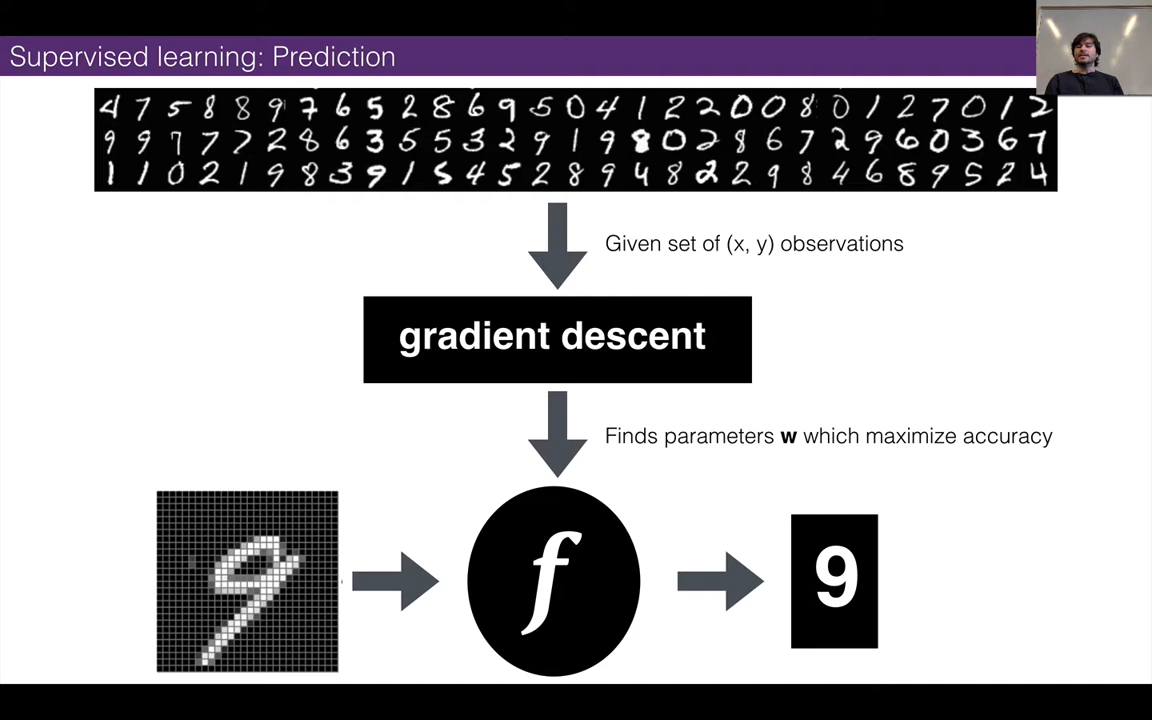 Supervised learning: Prediction
4 7 5 8 8 9 7 6 5 2 8 6 9 5 0 4 1 2 2 0 0 8 0 1 2 7 0 1 2
9 9 7 7 7 2 8 6 3 5 5 3 2 9 1 9 8 0 2 8 6 7 2 9 6 0 3 6 7
1 1 0 2 1 9 8 3 9 1 5 4 5 2 8 9 4 8 2 2 9 8 4 6 8 9 5 2 4
Given set of (x, y) observations
gradient descent
Finds parameters w which maximize accuracy
9 f 9